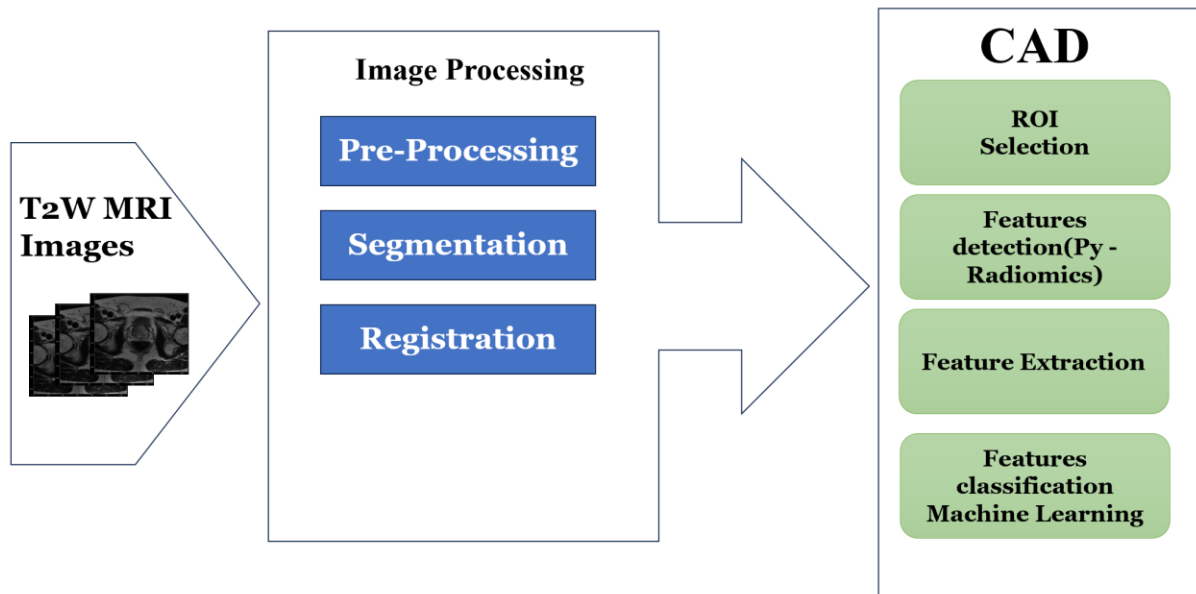 T2W MRI
Images
Image Processing
Pre-Processing
Segmentation
Registration
CAD
ROI
Selection
Features
detection(Py -
Radiomics)
Feature Extraction
Features
classification
Machine Learning